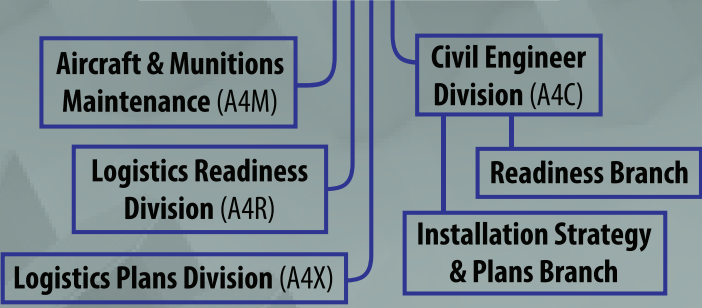 Aircraft & Munitions
Maintenance (A4M)
Logistics Readiness
Division (A4R)
Logistics Plans Division (A4X)
Civil Engineer
Division (A4C)
Readiness Branch
Installation Strategy
& Plans Branch